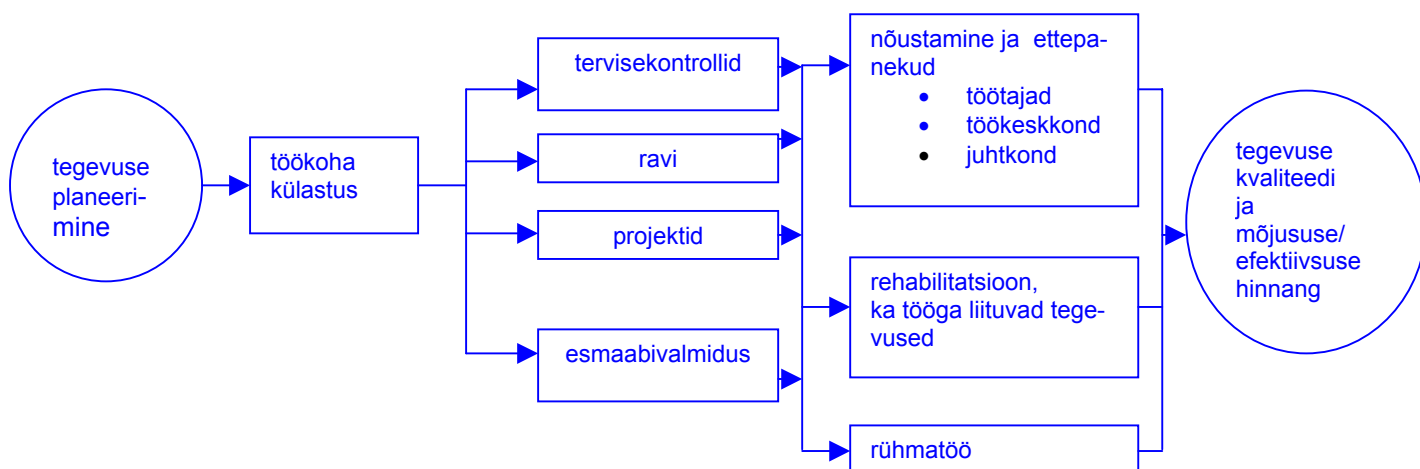 tegevuse
planeeri-
mine
töökoha
külastus
tervisekontrollid
ravi
projektid
esmaabivalmidus
nõustamine ja ettepa-
nekud
• töötajad
• töökeskkond
• juhtkond
rehabilitatsioon,
ka tööga liituvad tege-
vused
rühmatöö
tegevuse
kvaliteedi
ja
mõjususe/
efektiivsuse
hinnang